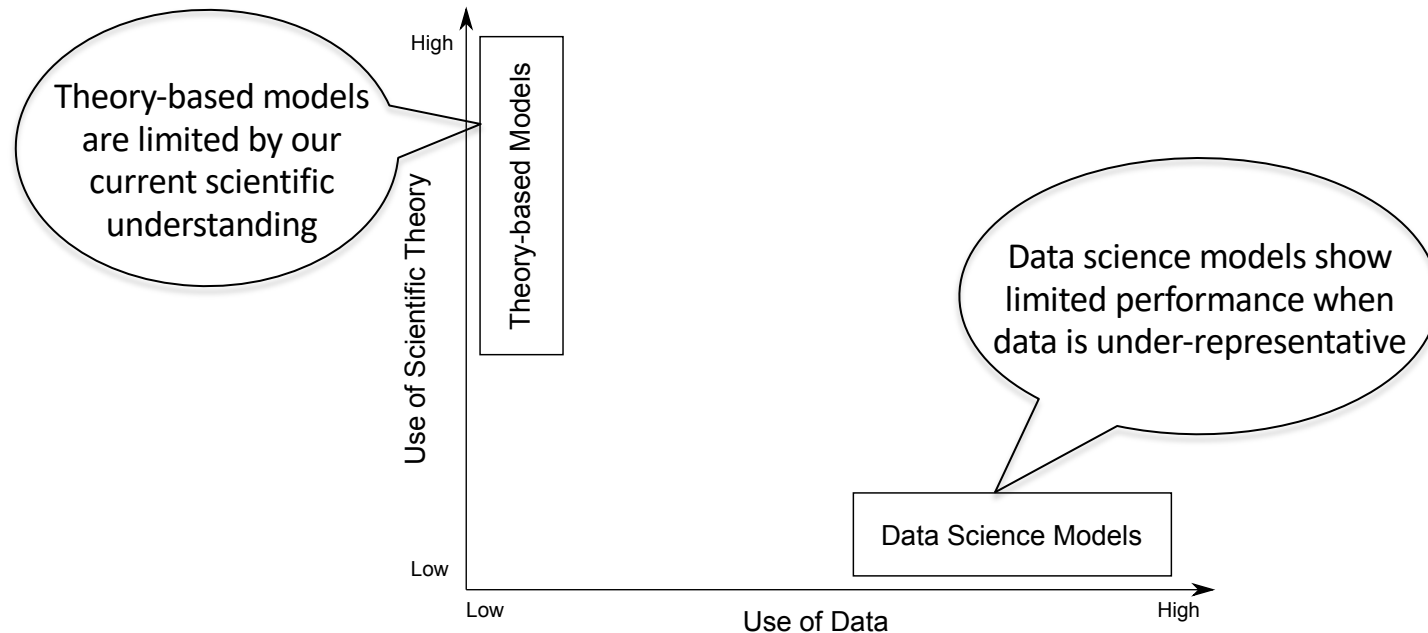 High
Theory-based models
are limited by our
current scientific
understanding
Use of Scientific Theory
Theory-based Models
Data science models show
limited performance when
data is under-representative
Data Science Models
Low
Low
Use of Data
High